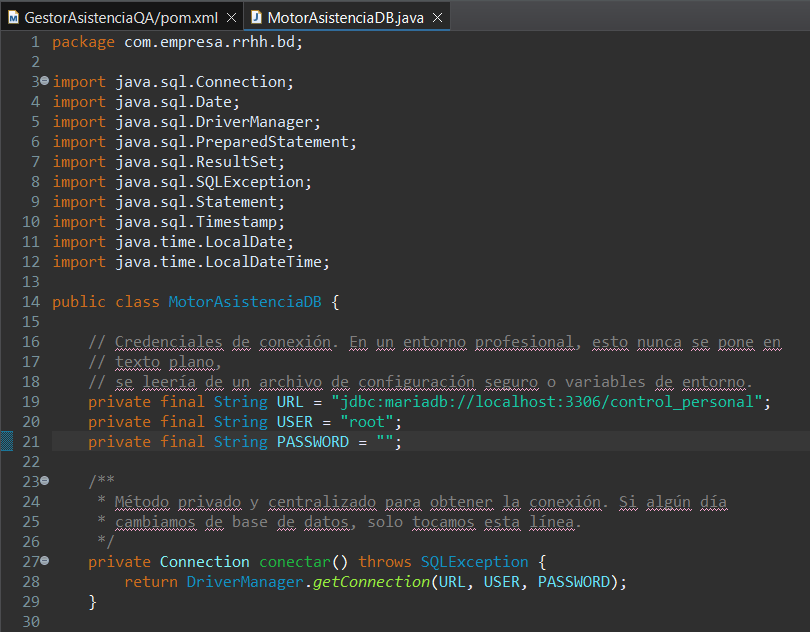 GestorAsistenciaQA/pom.xml MotorAsistenciaDB.java
1 package com.empresa.rrhh.bd;
2
3 import java.sql.Connection;
4 import java.sql.Date;
5 import java.sql.DriverManager;
6 import java.sql.PreparedStatement;
7 import java.sql.ResultSet;
8 import java.sql.SQLException;
9 import java.sql.Statement;
10 import java.sql.Timestamp;
11 import java.time.LocalDate;
12 import java.time.LocalDateTime;
13
14 public class MotorAsistenciaDB {
15
16     // Credenciales de conexión. En un entorno profesional, esto nunca se pone en
17     // texto plano,
18     // se leería de un archivo de configuración seguro o variables de entorno.
19     private final String URL = "jdbc:mariadb://localhost:3306/control_personal";
20     private final String USER = "root";
21     private final String PASSWORD = "";
22
23     /**
24      * Método privado y centralizado para obtener la conexión. Si algún día
25      * cambiamos de base de datos, solo tocamos esta línea.
26      */
27     private Connection conectar() throws SQLException {
28         return DriverManager.getConnection(URL, USER, PASSWORD);
29     }
30